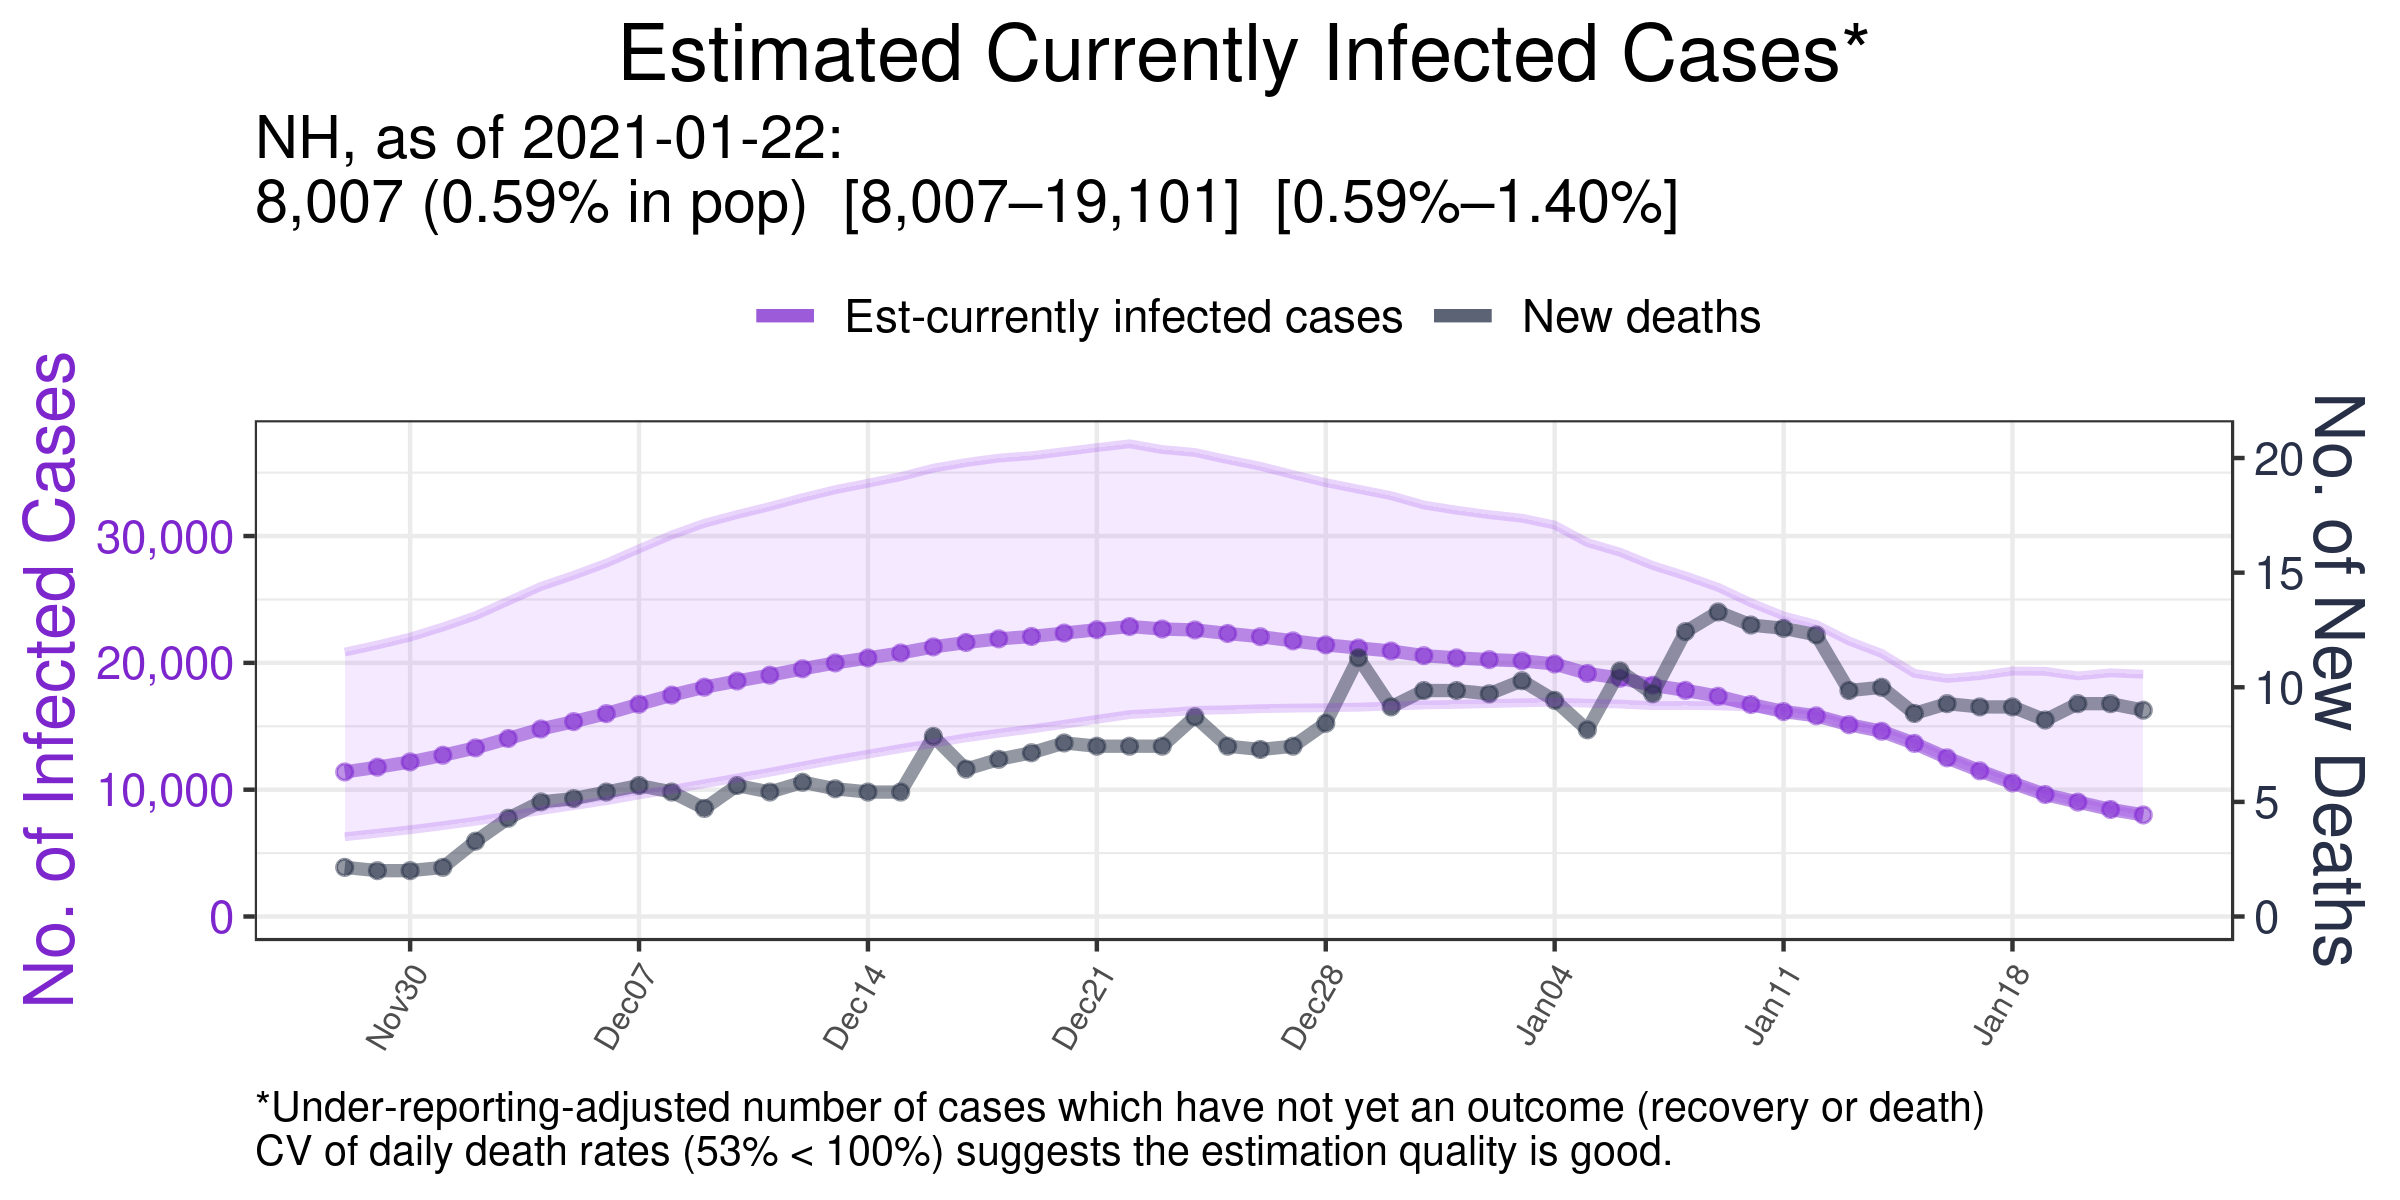 Estimated Currently Infected Cases*
NH, as of 2021-01-22:
8,007 (0.59% in pop)  [8,007–19,101]  [0.59%–1.40%]
Est-currently infected cases
New deaths
No. of Infected Cases
30,000
20,000
10,000
0
20
15
10
5
0
No. of New Deaths
Nov30
Dec07
Dec14
Dec21
Dec28
Jan04
Jan11
Jan18
*Under-reporting-adjusted number of cases which have not yet an outcome (recovery or death)
CV of daily death rates (53% < 100%) suggests the estimation quality is good.